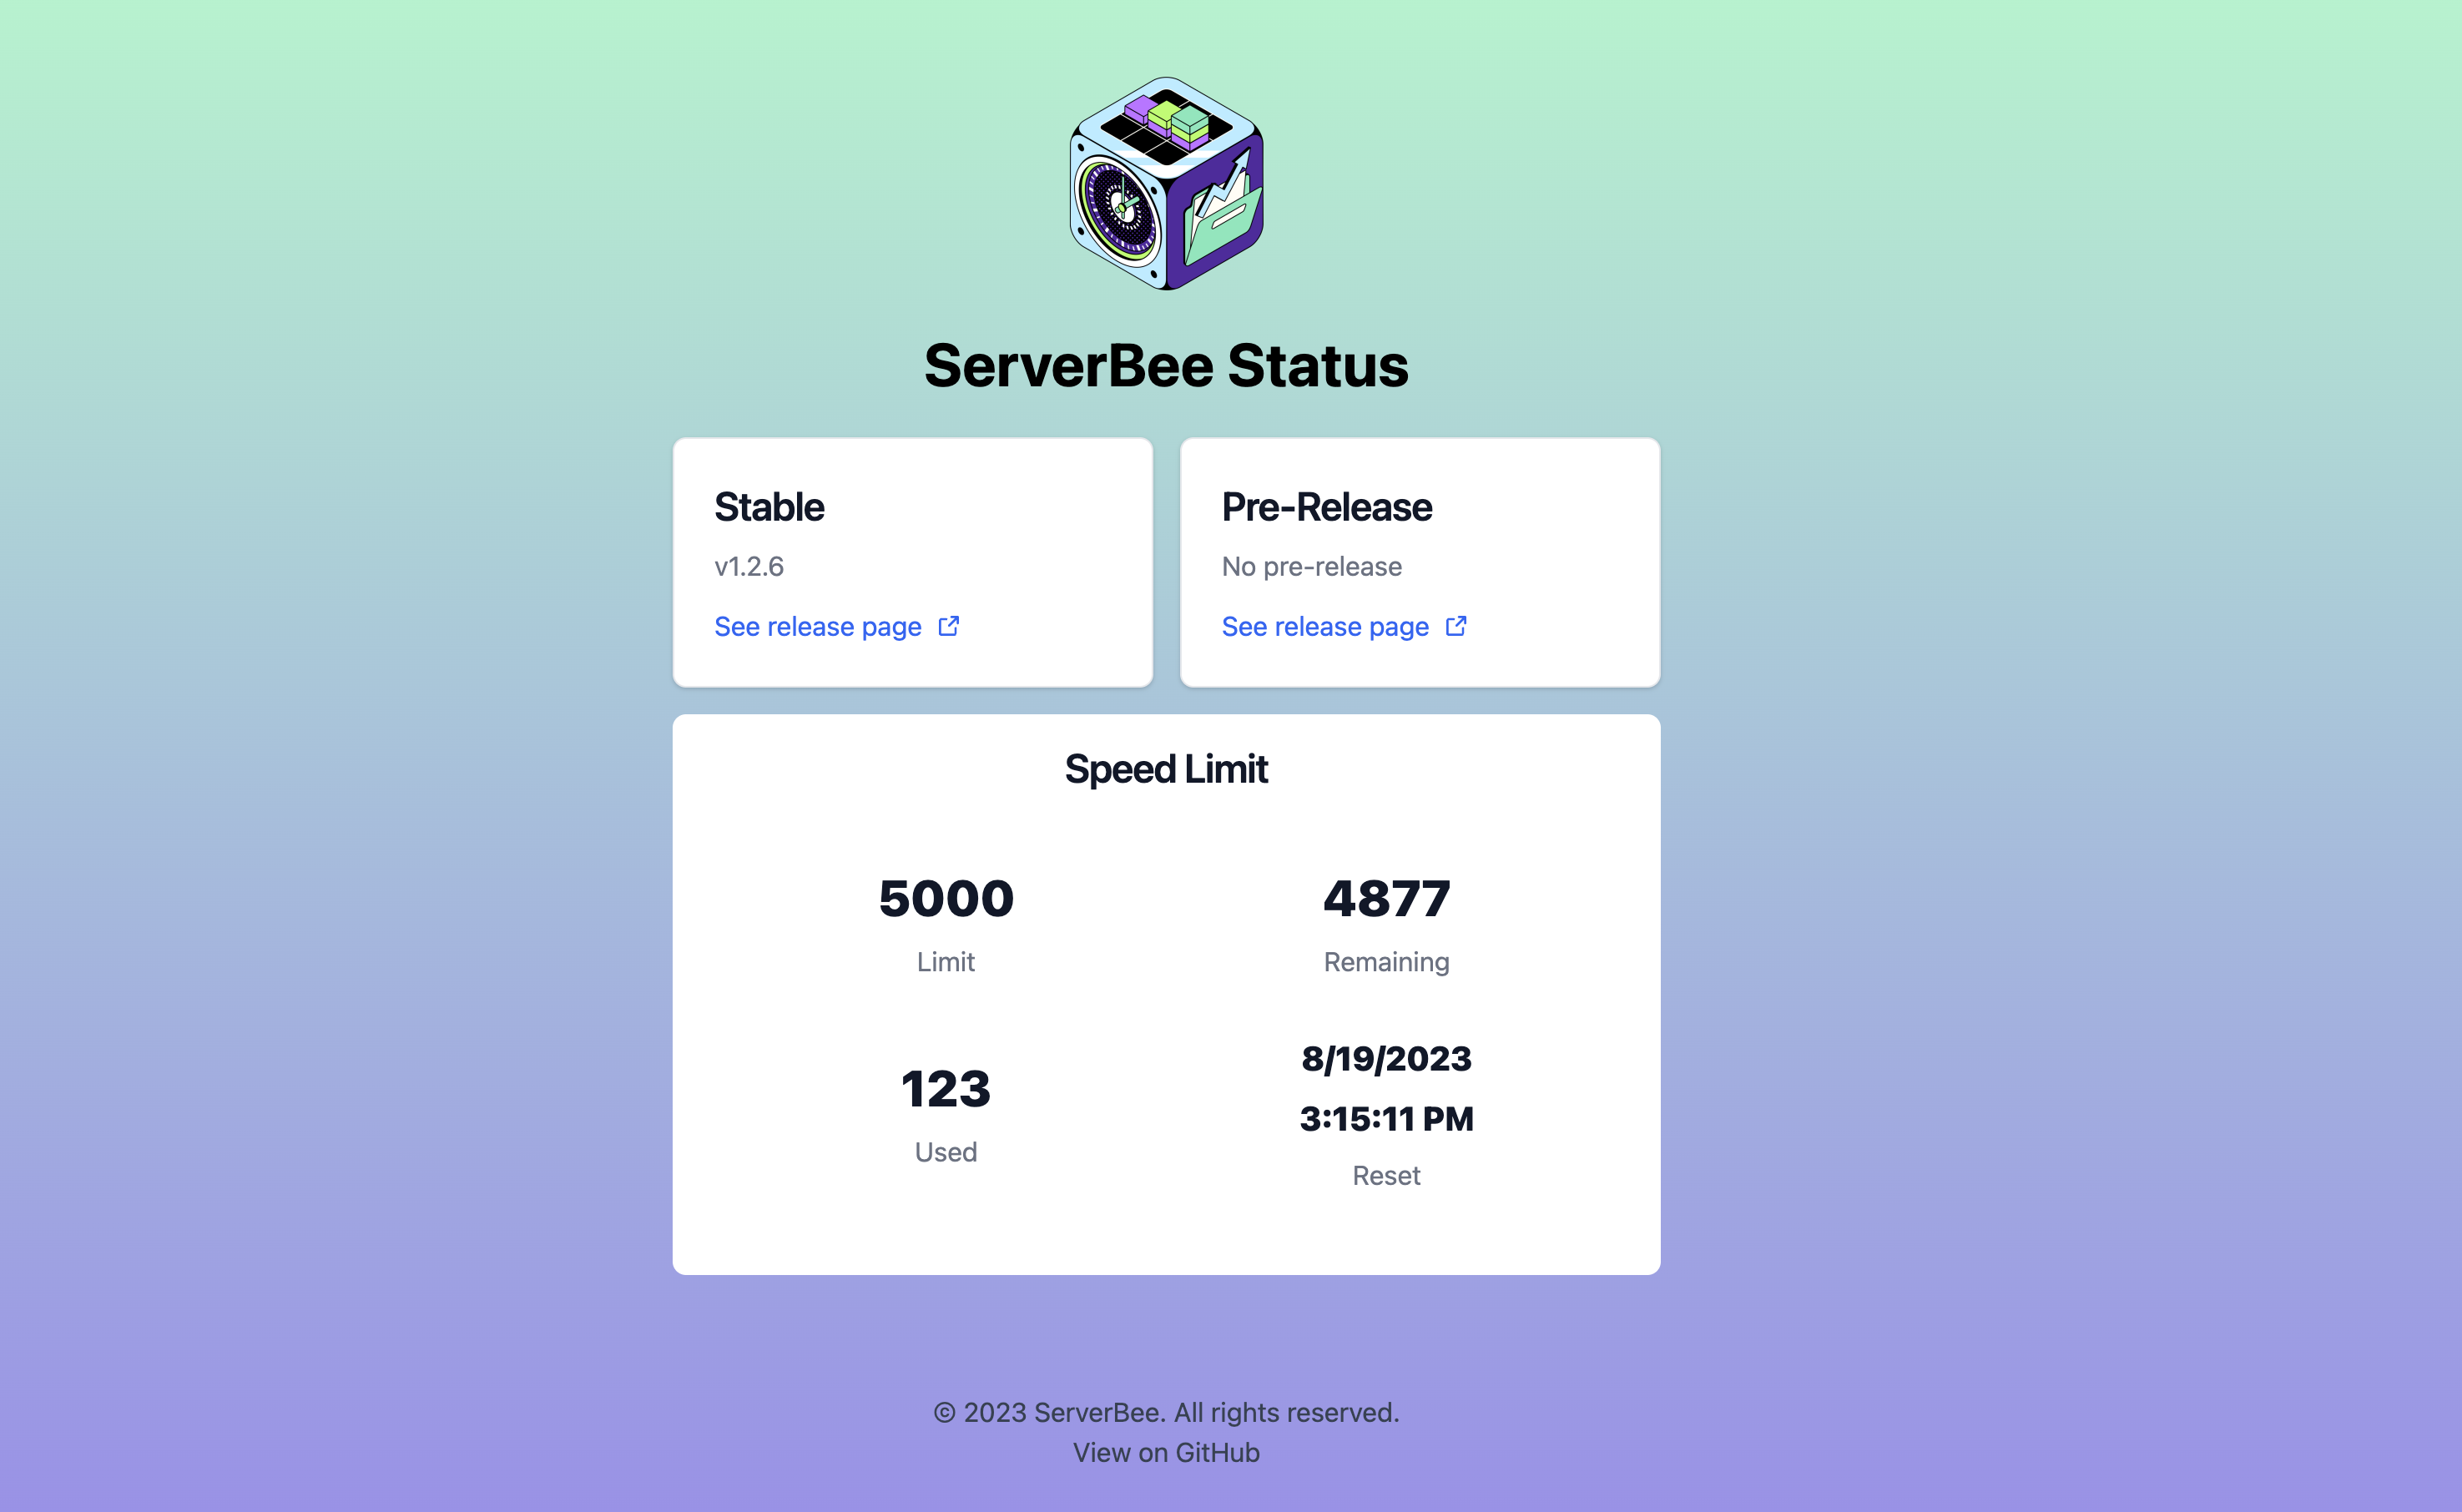 ServerBee Status
Stable
v1.2.6
See release page
Pre-Release
No pre-release
See release page
Speed Limit
5000
Limit
4877
Remaining
123
Used
8/19/2023
3:15:11 PM
Reset
© 2023 ServerBee. All rights reserved.
View on GitHub